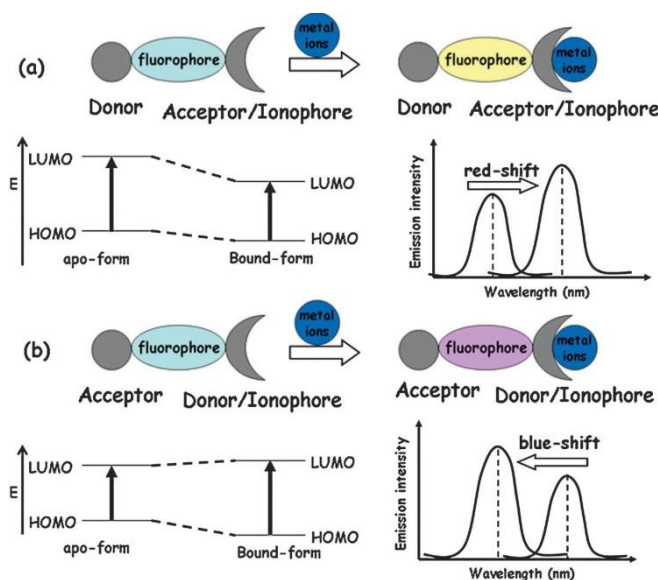 (a)
fluorophore
metal
ions
fluorophore
metal
ions
Donor Acceptor/Ionophore
Donor Acceptor/Ionophore
E
LUMO
LUMO
HOMO
HOMO
apo-form
Bound-form
Emission intensity
red-shift
Wavelength (nm)
(b)
fluorophore
metal
ions
fluorophore
metal
ions
Acceptor Donor/Ionophore
Acceptor Donor/Ionophore
E
LUMO
LUMO
HOMO
HOMO
apo-form
Bound-form
Emission intensity
blue-shift
Wavelength (nm)